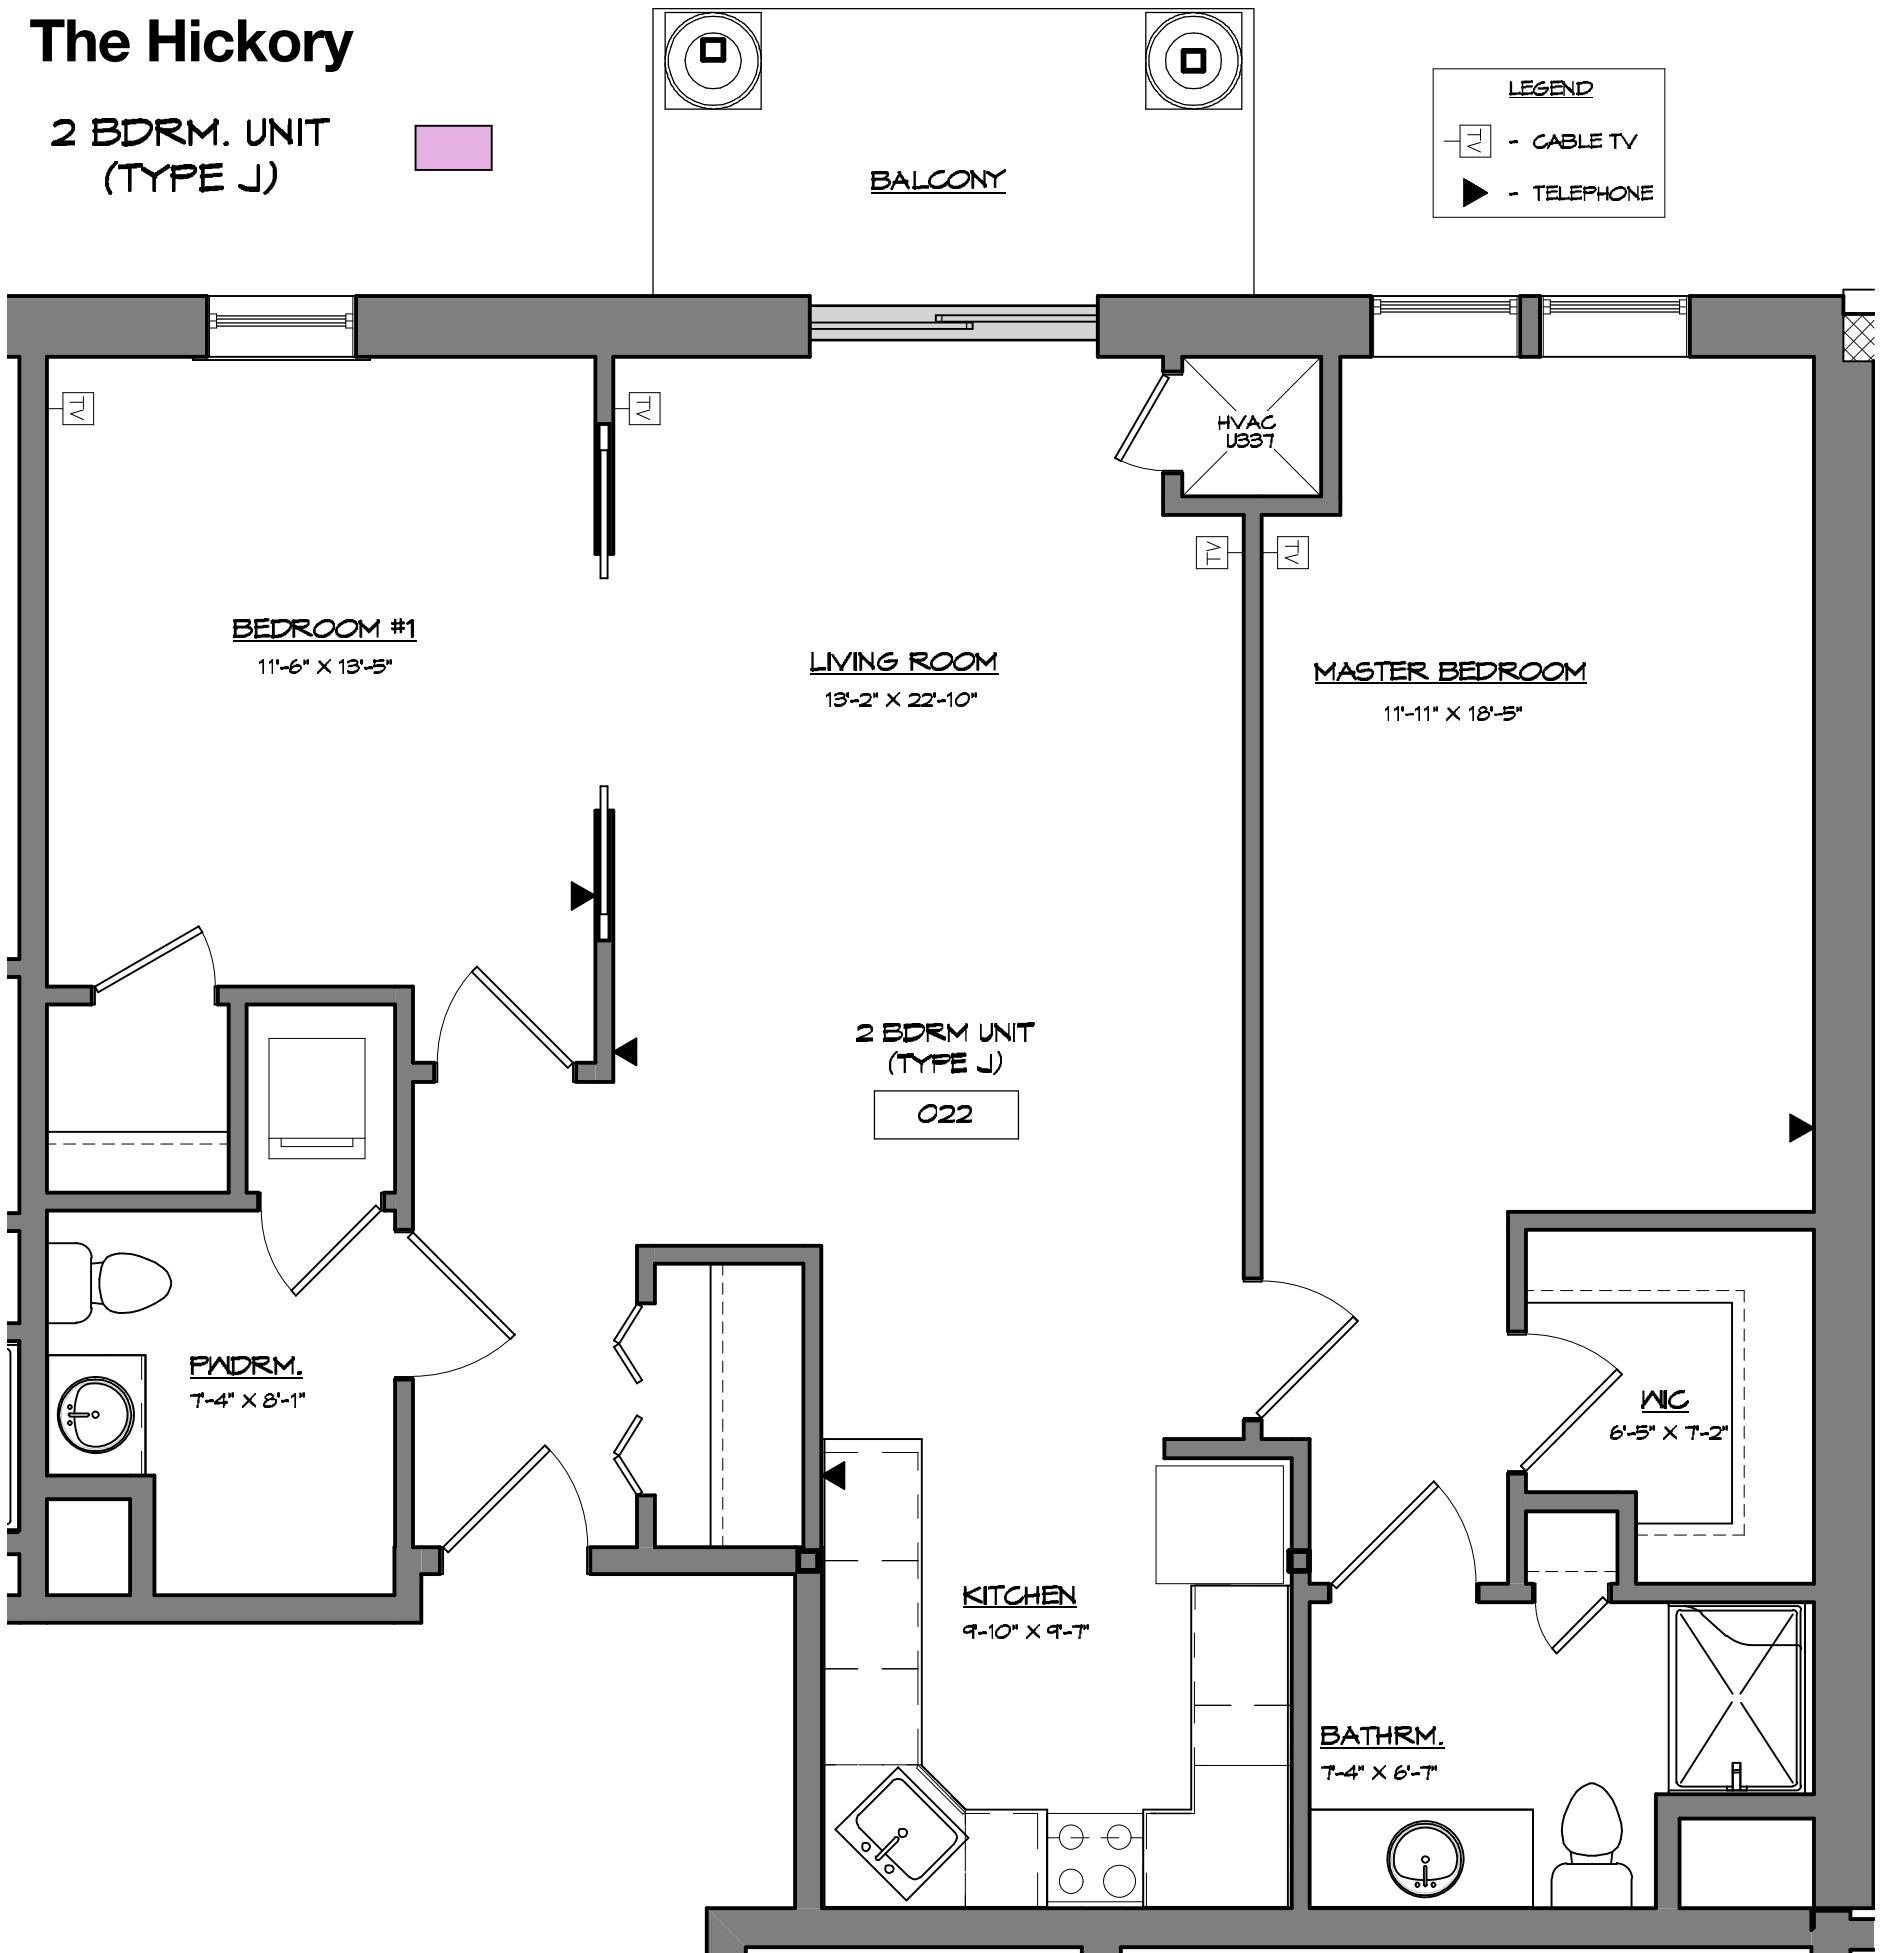 The Hickory
2 BDRM. UNIT
(TYPE J)
BALCONY
LEGEND
TV - CABLE TV
- TELEPHONE
TV
TV
HVAC
U337
TV
TV
BEDROOM #1
11'-6" X 13'-5"
LIVING ROOM
13'-2" X 22'-10"
MASTER BEDROOM
11'-11" X 18'-5"
2 BDRM UNIT
(TYPE J)
022
PWDRM.
7'-4" X 8'-1"
WIC
6'-5" X 7'-2"
KITCHEN
9'-10" X 9'-7"
BATHRM.
7'-4" X 6'-7"